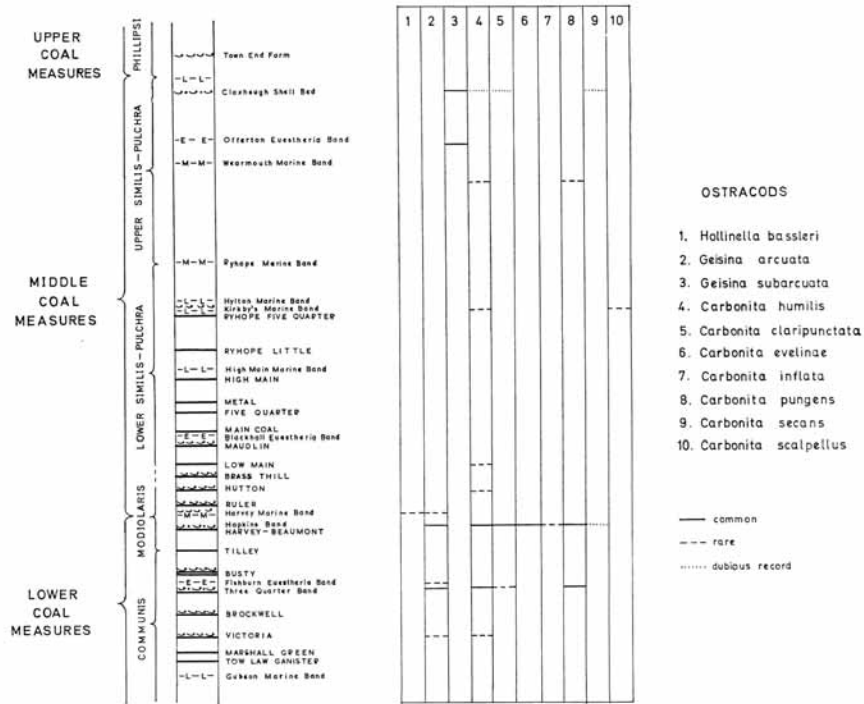 UPPER
COAL
MEASURES
MIDDLE
COAL
MEASURES
LOWER
COAL
MEASURES
PHILLIPSI
UPPER SIMILIS-PULCHRA
LOWER SIMILIS-PULCHRA
MODIOLARIS
COMMUNIS
Town End Farm
-L-L-
Claxheugh Shell Bed
-E-E- Offerton Euestheria Band
-M-M- Wearmouth Marine Band
-M-M- Ryhope Marine Band
-L-L- Hylton Marine Band
-L-L- Kirkby's Marine Band
RYHOPE FIVE QUARTER
RYHOPE LITTLE
-L-L- High Main Marine Band
HIGH MAIN
METAL
FIVE QUARTER
MAIN COAL
-E-E- Blackhall Euestheria Band
MAUDLIN
LOW MAIN
BRASS THILL
HUTTON
RULER
-M-M- Harvey Marine Band
Hopkins Band
HARVEY-BEAUMONT
TILLEY
BUSTY
-E-E- Fishburn Euestheria Band
Three Quarter Band
BROCKWELL
VICTORIA
MARSHALL GREEN
TOW LAW GANISTER
-L-L- Gubeon Marine Band
1 2 3 4 5 6 7 8 9 10
OSTRACODS
1. Hollinella bassleri
2. Geisina arcuata
3. Geisina subarcuata
4. Carbonita humilis
5. Carbonita claripunctata
6. Carbonita evelinae
7. Carbonita inflata
8. Carbonita pungens
9. Carbonita secans
10. Carbonita scalpellus
common
rare
dubious record